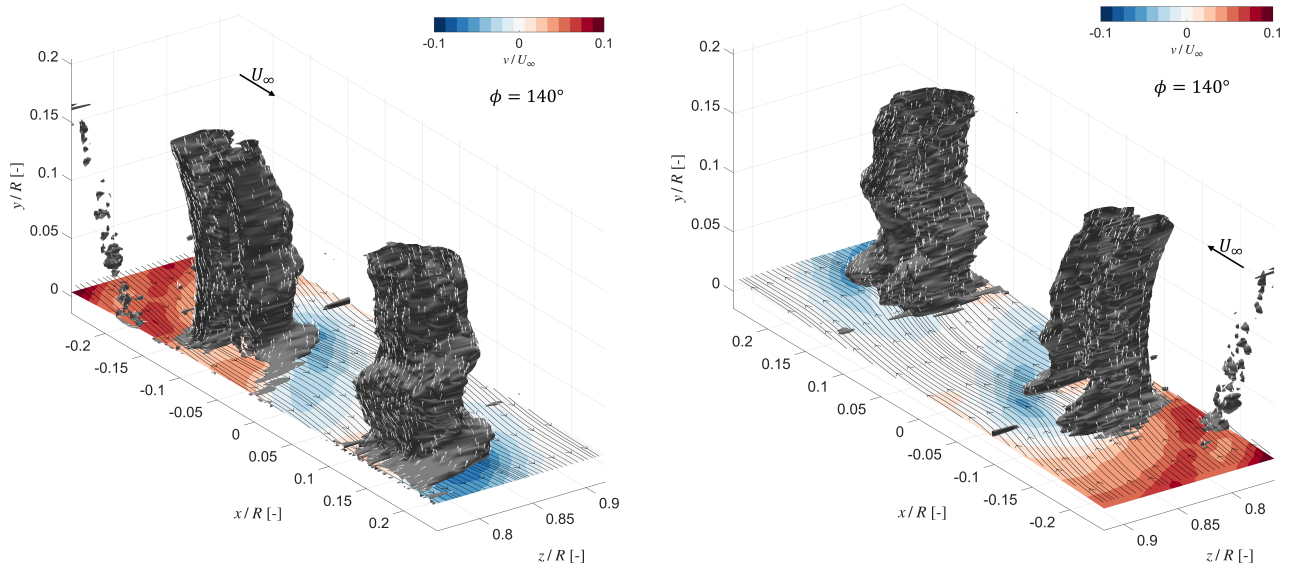 -0.1 0 0.1
v / U∞
U∞
ϕ = 140°
0.2
0.15
0.1
0.05
0
y / R [-]
-0.2
-0.15
-0.1
-0.05
0
0.05
0.1
0.15
0.2
x / R [-]
0.8
0.85
0.9
z / R [-]
-0.1 0 0.1
v / U∞
ϕ = 140°
U∞
0.2
0.15
0.1
0.05
0
y / R [-]
0.2
0.15
0.1
0.05
0
-0.05
-0.1
-0.15
-0.2
x / R [-]
0.9
0.85
0.8
z / R [-]